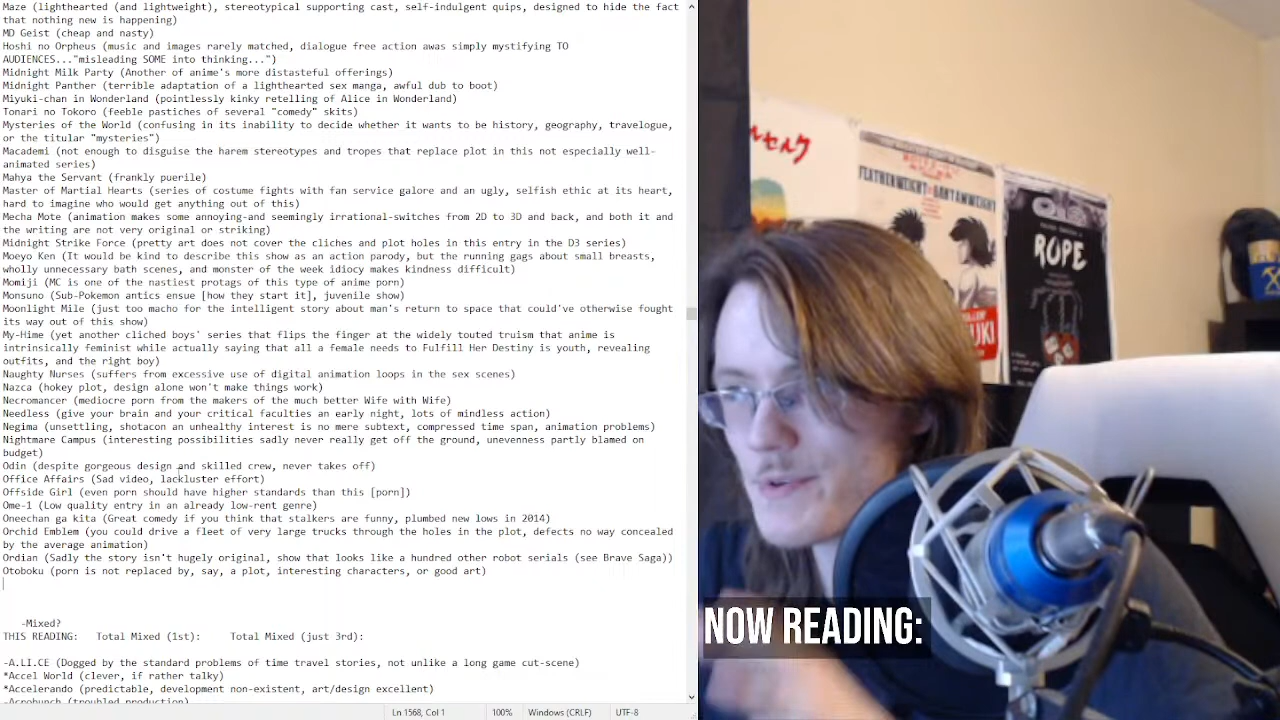 Maze (lighthearted (and lightweight), stereotypical supporting cast, self-indulgent quips, designed to hide the fact
that nothing new is happening)
MD Geist (cheap and nasty)
Hoshi no Orpheus (music and images rarely matched, dialogue free action awas simply mystifying TO
AUDIENCES..."misleading SOME into thinking...")
Midnight Milk Party (Another of anime's more distasteful offerings)
Midnight Panther (terrible adaptation of a lighthearted sex manga, awful dub to boot)
Miyuki-chan in Wonderland (pointlessly kinky retelling of Alice in Wonderland)
Tonari no Tokoro (feeble pastiches of several "comedy" skits)
Mysteries of the World (confusing in its inability to decide whether it wants to be history, geography, travelogue,
or the titular "mysteries")
Macademi (not enough to disguise the harem stereotypes and tropes that replace plot in this not especially well-
animated series)
Mahya the Servant (frankly puerile)
Master of Martial Hearts (series of costume fights with fan service galore and an ugly, selfish ethic at its heart,
hard to imagine who would get anything out of this)
Mecha Mote (animation makes some annoying-and seemingly irrational-switches from 2D to 3D and back, and both it and
the writing are not very original or striking)
Midnight Strike Force (pretty art does not cover the cliches and plot holes in this entry in the D3 series)
Moeyo Ken (It would be kind to describe this show as an action parody, but the running gags about small breasts,
wholly unnecessary bath scenes, and monster of the week idiocy makes kindness difficult)
Momiji (MC is one of the nastiest protags of this type of anime porn)
Monsuno (Sub-Pokemon antics ensue [how they start it], juvenile show)
Moonlight Mile (just too macho for the intelligent story about man's return to space that could've otherwise fought
its way out of this show)
My-Hime (yet another cliched boys' series that flips the finger at the widely touted truism that anime is
intrinsically feminist while actually saying that all a female needs to Fulfill Her Destiny is youth, revealing
outfits, and the right boy)
Naughty Nurses (suffers from excessive use of digital animation loops in the sex scenes)
Nazca (hokey plot, design alone won't make things work)
Necromancer (mediocre porn from the makers of the much better Wife with Wife)
Needless (give your brain and your critical faculties an early night, lots of mindless action)
Negima (unsettling, shotacon an unhealthy interest is no mere subtext, compressed time span, animation problems)
Nightmare Campus (interesting possibilities sadly never really get off the ground, unevenness partly blamed on
budget)
Odin (despite gorgeous design and skilled crew, never takes off)
Office Affairs (Sad video, lackluster effort)
Offside Girl (even porn should have higher standards than this [porn])
Ome-1 (Low quality entry in an already low-rent genre)
Oneechan ga kita (Great comedy if you think that stalkers are funny, plumbed new lows in 2014)
Orchid Emblem (you could drive a fleet of very large trucks through the holes in the plot, defects no way concealed
by the average animation)
Ordian (Sadly the story isn't hugely original, show that looks like a hundred other robot serials (see Brave Saga))
Otoboku (porn is not replaced by, say, a plot, interesting characters, or good art)
-Mixed?
THIS READING: Total Mixed (1st): Total Mixed (just 3rd):
-A.LI.CE (Dogged by the standard problems of time travel stories, not unlike a long game cut-scene)
*Accel World (clever, if rather talky)
*Accelerando (predictable, development non-existent, art/design excellent)
-Acrobunch (troubled production)
Ln 1568, Col 1 100% Windows (CRLF) UTF-8
ルセルク
FEATHERWEIGHT
BANTAMWEIGHT
ROPE
NOW READING: